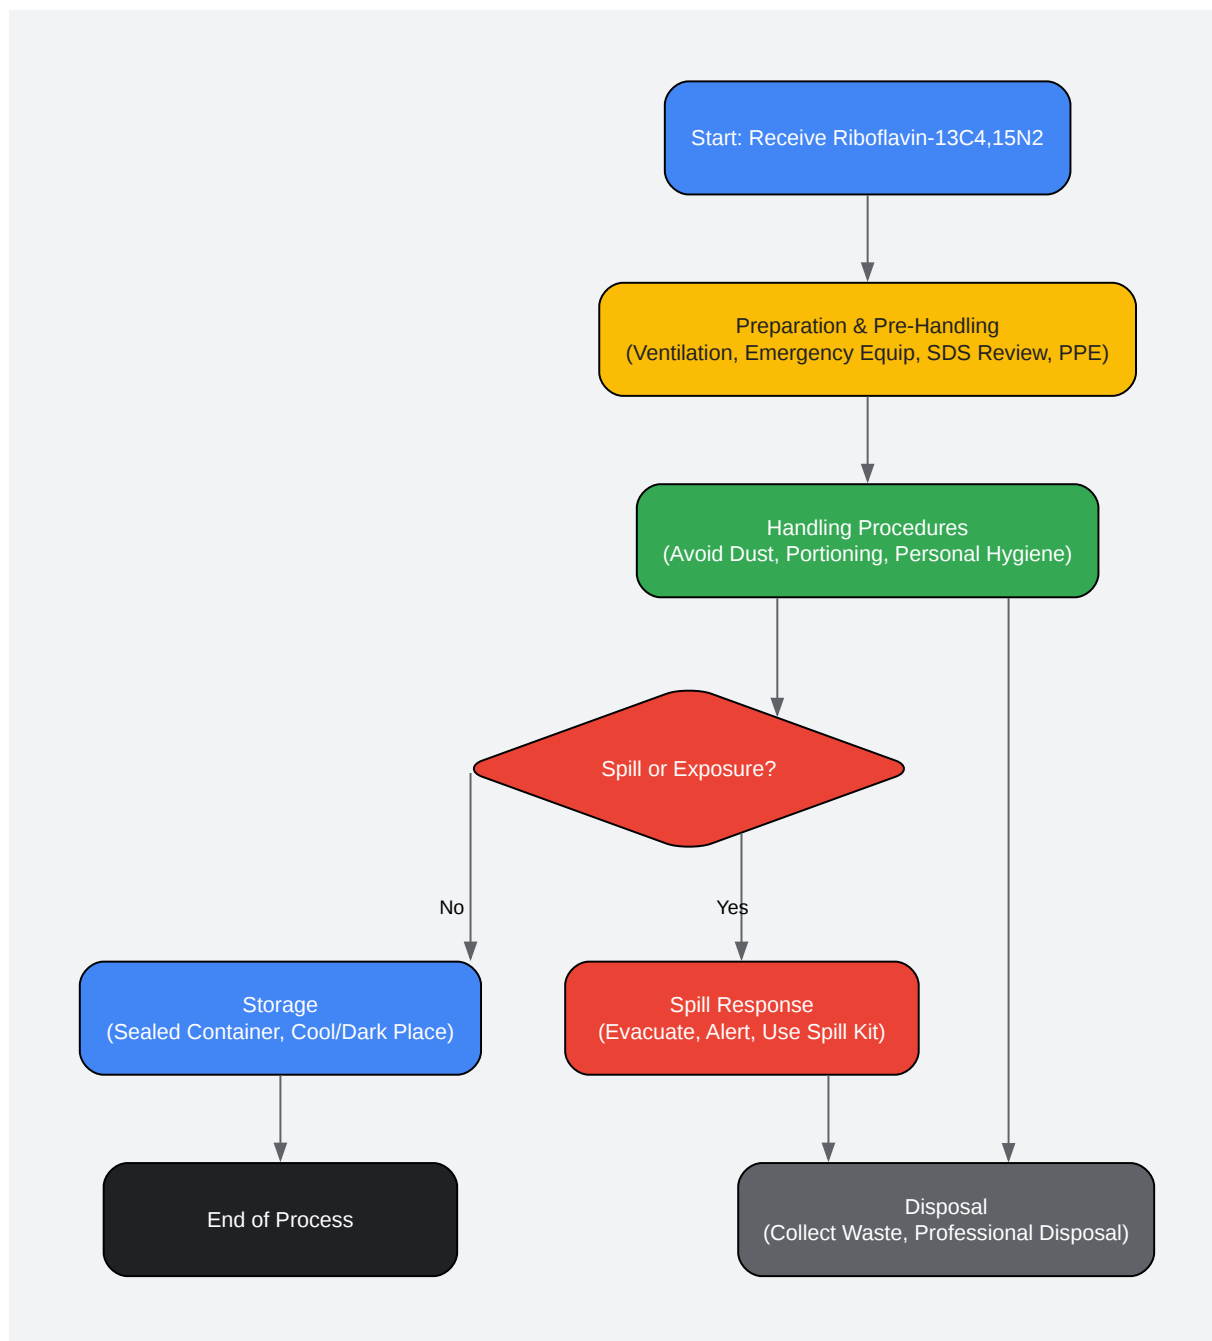 Start: Receive Riboflavin-13C4,15N2
Preparation & Pre-Handling
(Ventilation, Emergency Equip, SDS Review, PPE)
Handling Procedures
(Avoid Dust, Portioning, Personal Hygiene)
Spill or Exposure?
No
Yes
Storage
(Sealed Container, Cool/Dark Place)
Spill Response
(Evacuate, Alert, Use Spill Kit)
End of Process
Disposal
(Collect Waste, Professional Disposal)